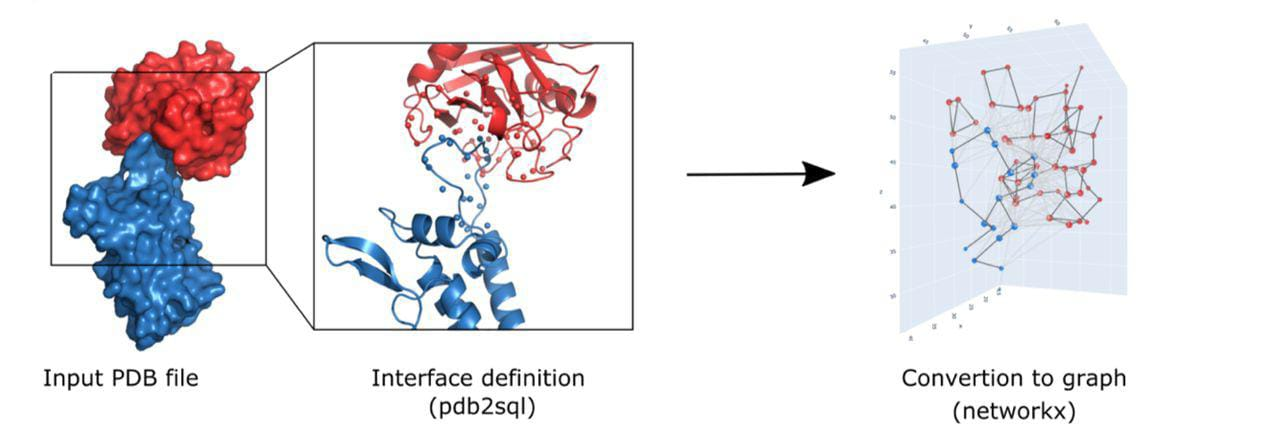 Input PDB file
Interface definition
(pdb2sql)
Convertion to graph
(networkx)